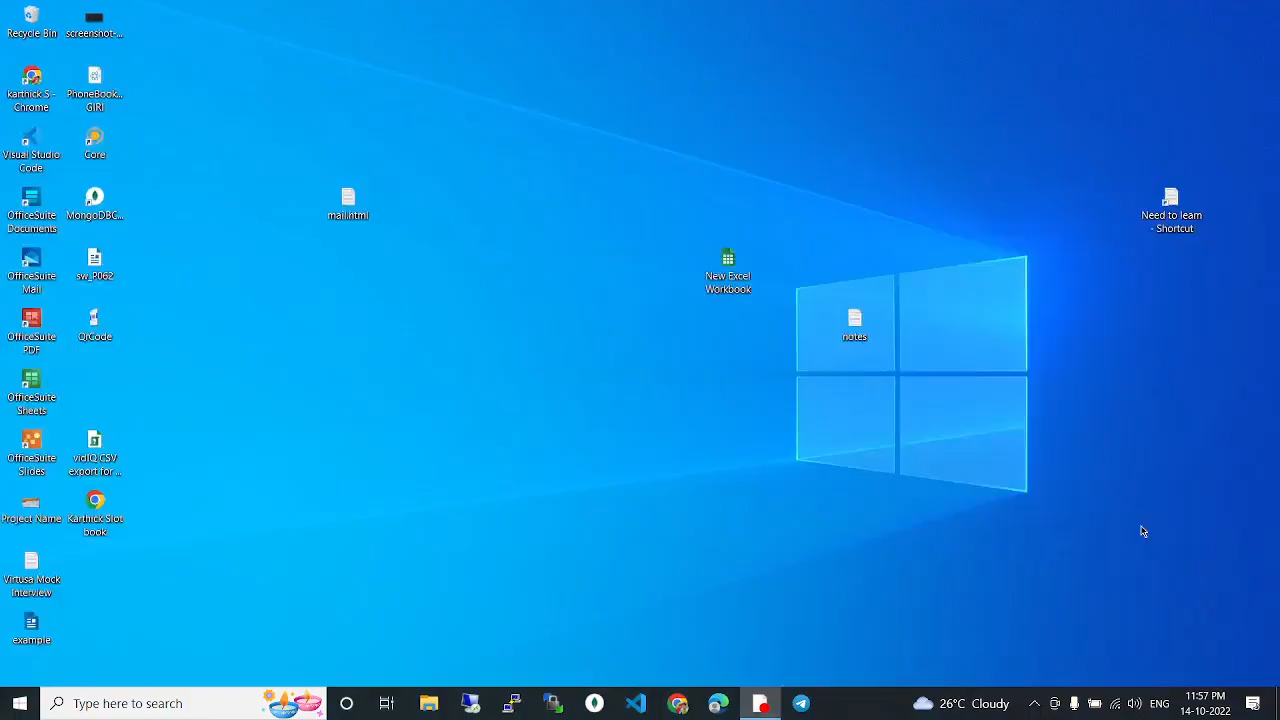 Recycle Bin
screenshot-...
karthick S -
Chrome
PhoneBook...
GIRI
Visual Studio
Code
Core
OfficeSuite
Documents
MongoDBC...
OfficeSuite
Mail
sw_P062
OfficeSuite
PDF
QrCode
OfficeSuite
Sheets
OfficeSuite
Slides
vidIQ CSV
export for ...
Project Name
Karthick Slot
book
Virtusa Mock
Interview
example
mail.html
New Excel
Workbook
notes
Need to learn
- Shortcut
Type here to search
26°C Cloudy
ENG
11:57 PM
14-10-2022